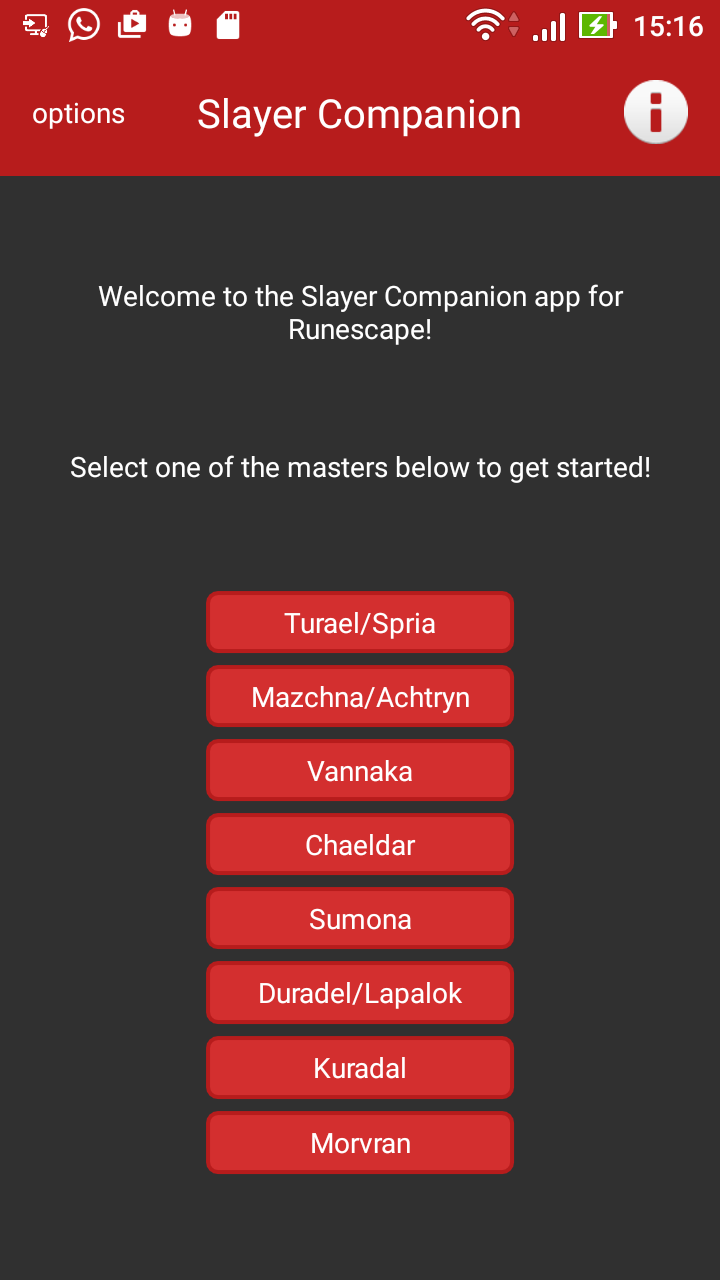 15:16
options
Slayer Companion
Welcome to the Slayer Companion app for
Runescape!
Select one of the masters below to get started!
Turael/Spria
Mazchna/Achtryn
Vannaka
Chaeldar
Sumona
Duradel/Lapalok
Kuradal
Morvran